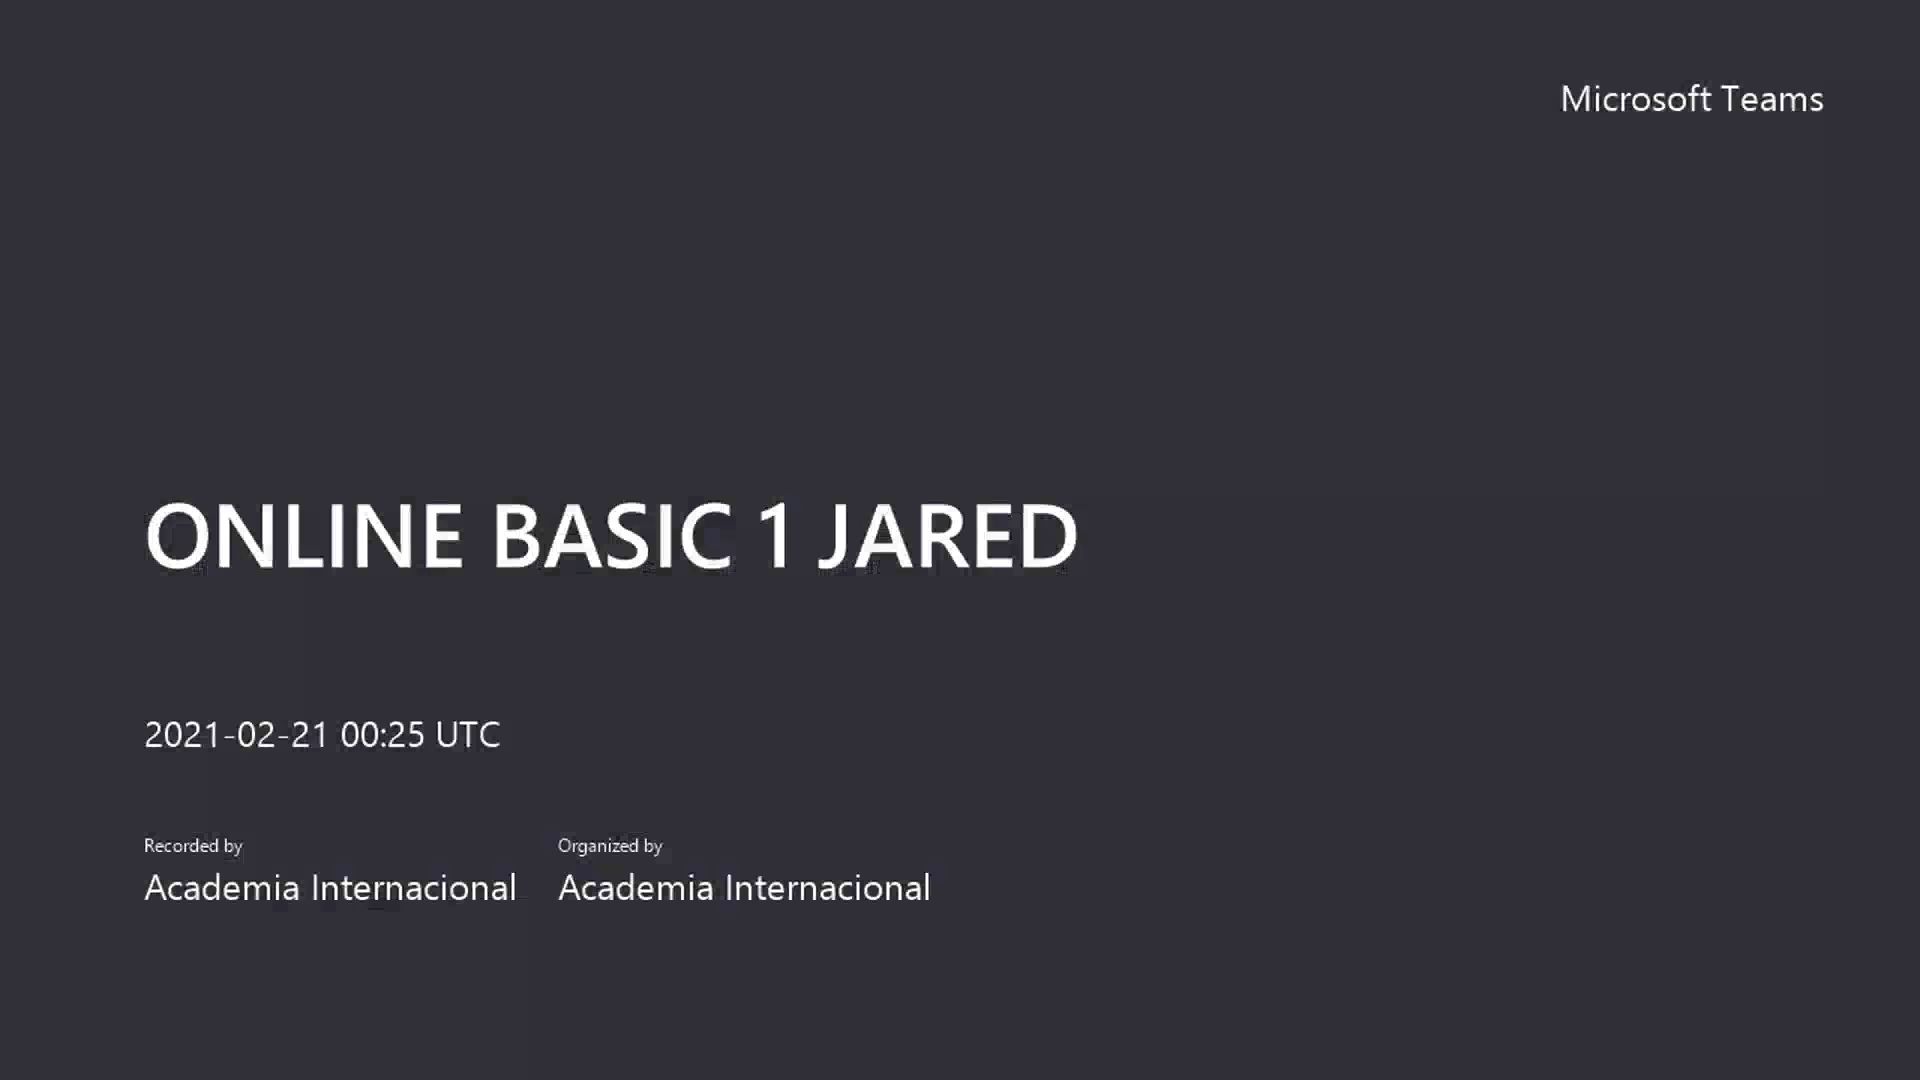 Microsoft Teams
ONLINE BASIC 1 JARED
2021-02-21 00:25 UTC
Recorded by
Academia Internacional
Organized by
Academia Internacional